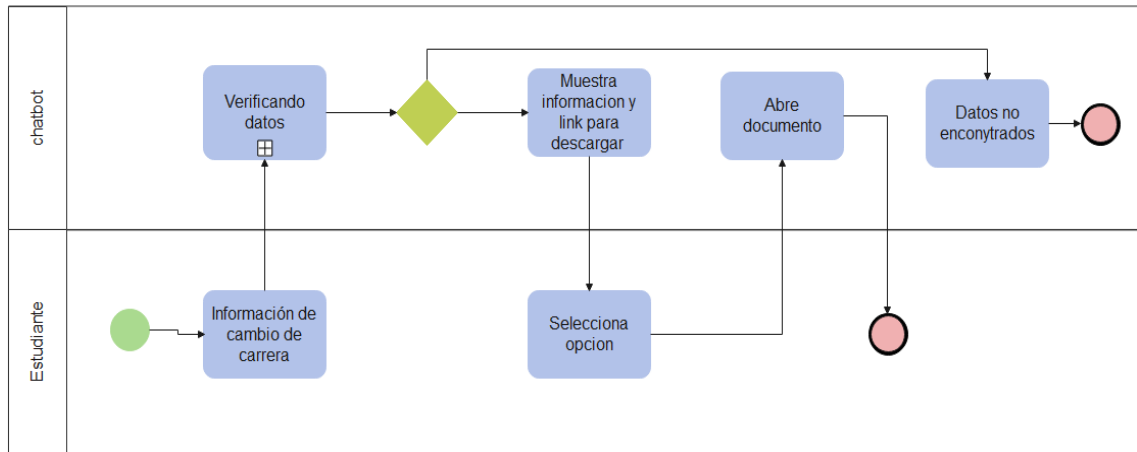 chatbot
Verificando
datos
Muestra
informacion y
link para
descargar
Abre
documento
Datos no
enconytrados
Estudiante
Información de
cambio de
carrera
Selecciona
opcion